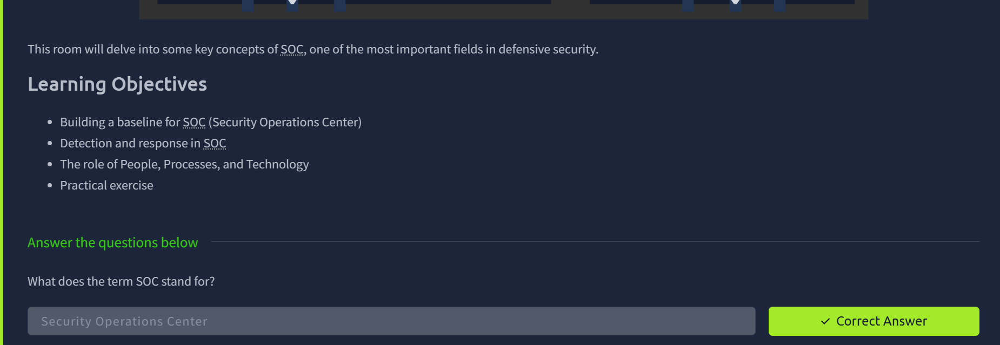 This room will delve into some key concepts of SOC, one of the most important fields in defensive security.
Learning Objectives
Building a baseline for SOC (Security Operations Center)
Detection and response in SOC
The role of People, Processes, and Technology
Practical exercise
Answer the questions below
What does the term SOC stand for?
Security Operations Center
✓ Correct Answer